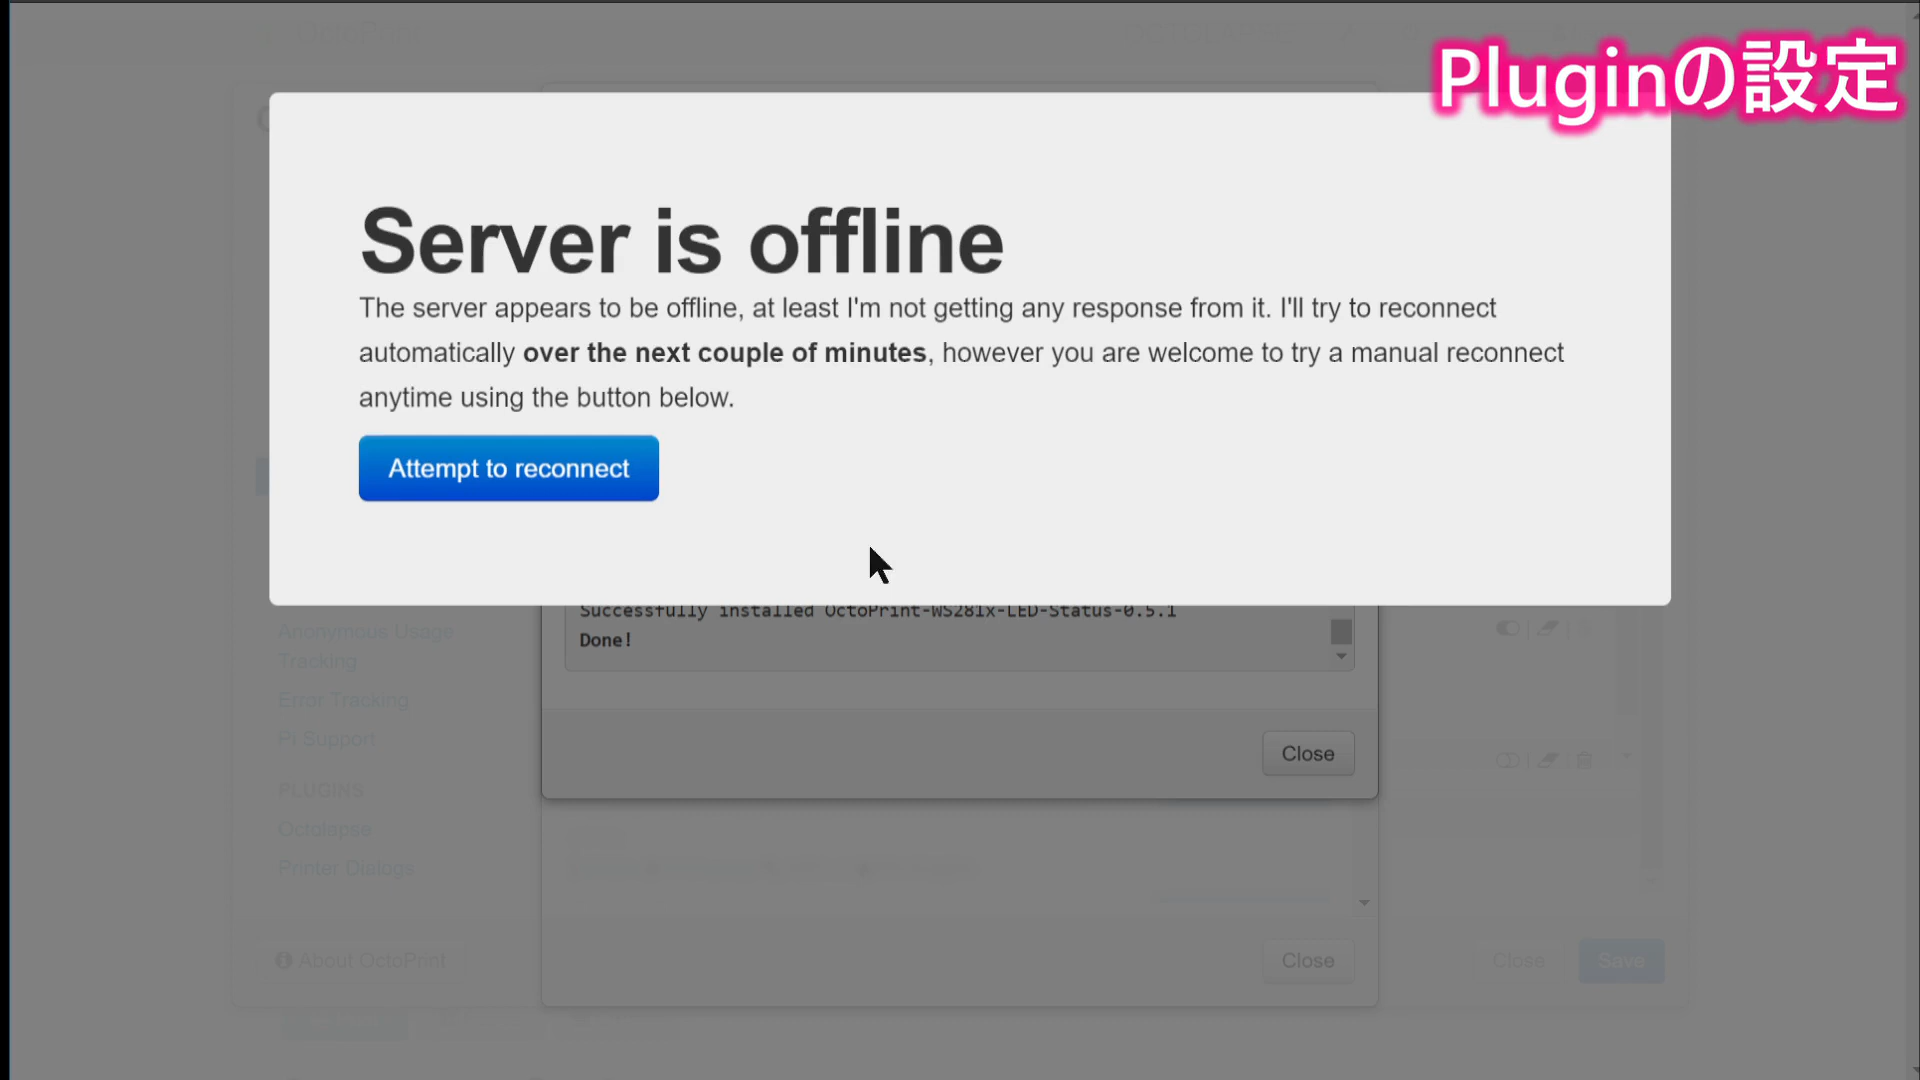 Pluginの設定
Server is offline
The server appears to be offline, at least I'm not getting any response from it. I'll try to reconnect
automatically over the next couple of minutes, however you are welcome to try a manual reconnect
anytime using the button below.
Attempt to reconnect
Successfully installed OctoPrint-WS281x-LED-Status-0.5.1
Done!
Anonymous Usage
Tracking
Error Tracking
Pi Support
Close
PLUGINS
Octolapse
Printer Dialogs
About OctoPrint
Close
Close
Save